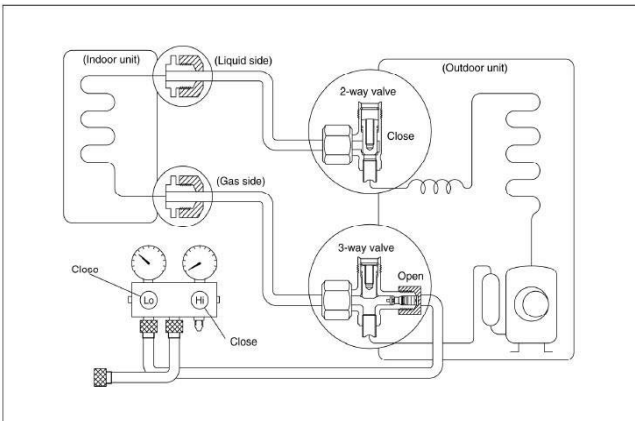 (Indoor unit)
(Liquid side)
(Outdoor unit)
2-way valve
Close
(Gas side)
3-way valve
Open
Closo
Lo
Hi
Close